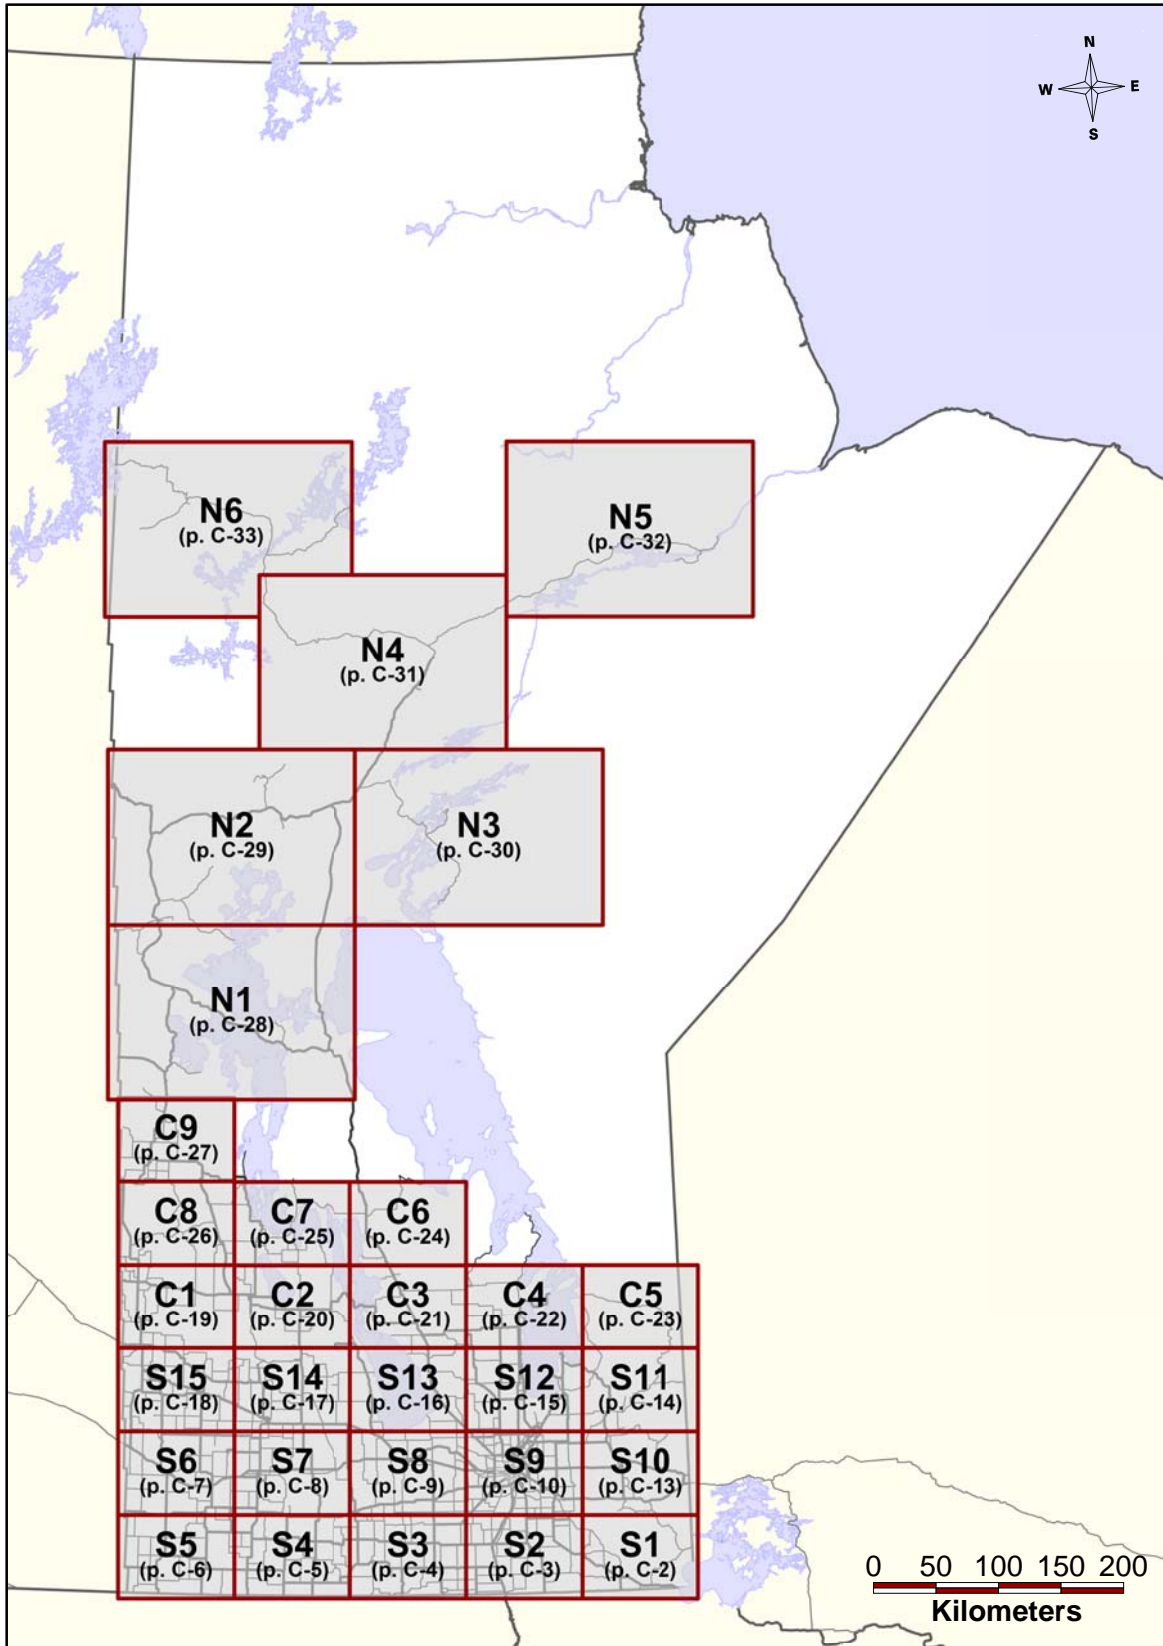 N
W E
S
N6
(p. C-33)
N5
(p. C-32)
N4
(p. C-31)
N2
(p. C-29)
N3
(p. C-30)
N1
(p. C-28)
C9
(p. C-27)
C8
(p. C-26)
C7
(p. C-25)
C6
(p. C-24)
C1
(p. C-19)
C2
(p. C-20)
C3
(p. C-21)
C4
(p. C-22)
C5
(p. C-23)
S15
(p. C-18)
S14
(p. C-17)
S13
(p. C-16)
S12
(p. C-15)
S11
(p. C-14)
S6
(p. C-7)
S7
(p. C-8)
S8
(p. C-9)
S9
(p. C-10)
S10
(p. C-13)
S5
(p. C-6)
S4
(p. C-5)
S3
(p. C-4)
S2
(p. C-3)
S1
(p. C-2)
0 50 100 150 200
Kilometers